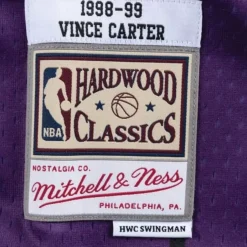 1998-99
VINCE CARTER
HARDWOOD
NBA
CLASSICS
NOSTALGIA CO.
Mitchell & Ness
PHILADELPHIA, PA.
HWC SWINGMAN